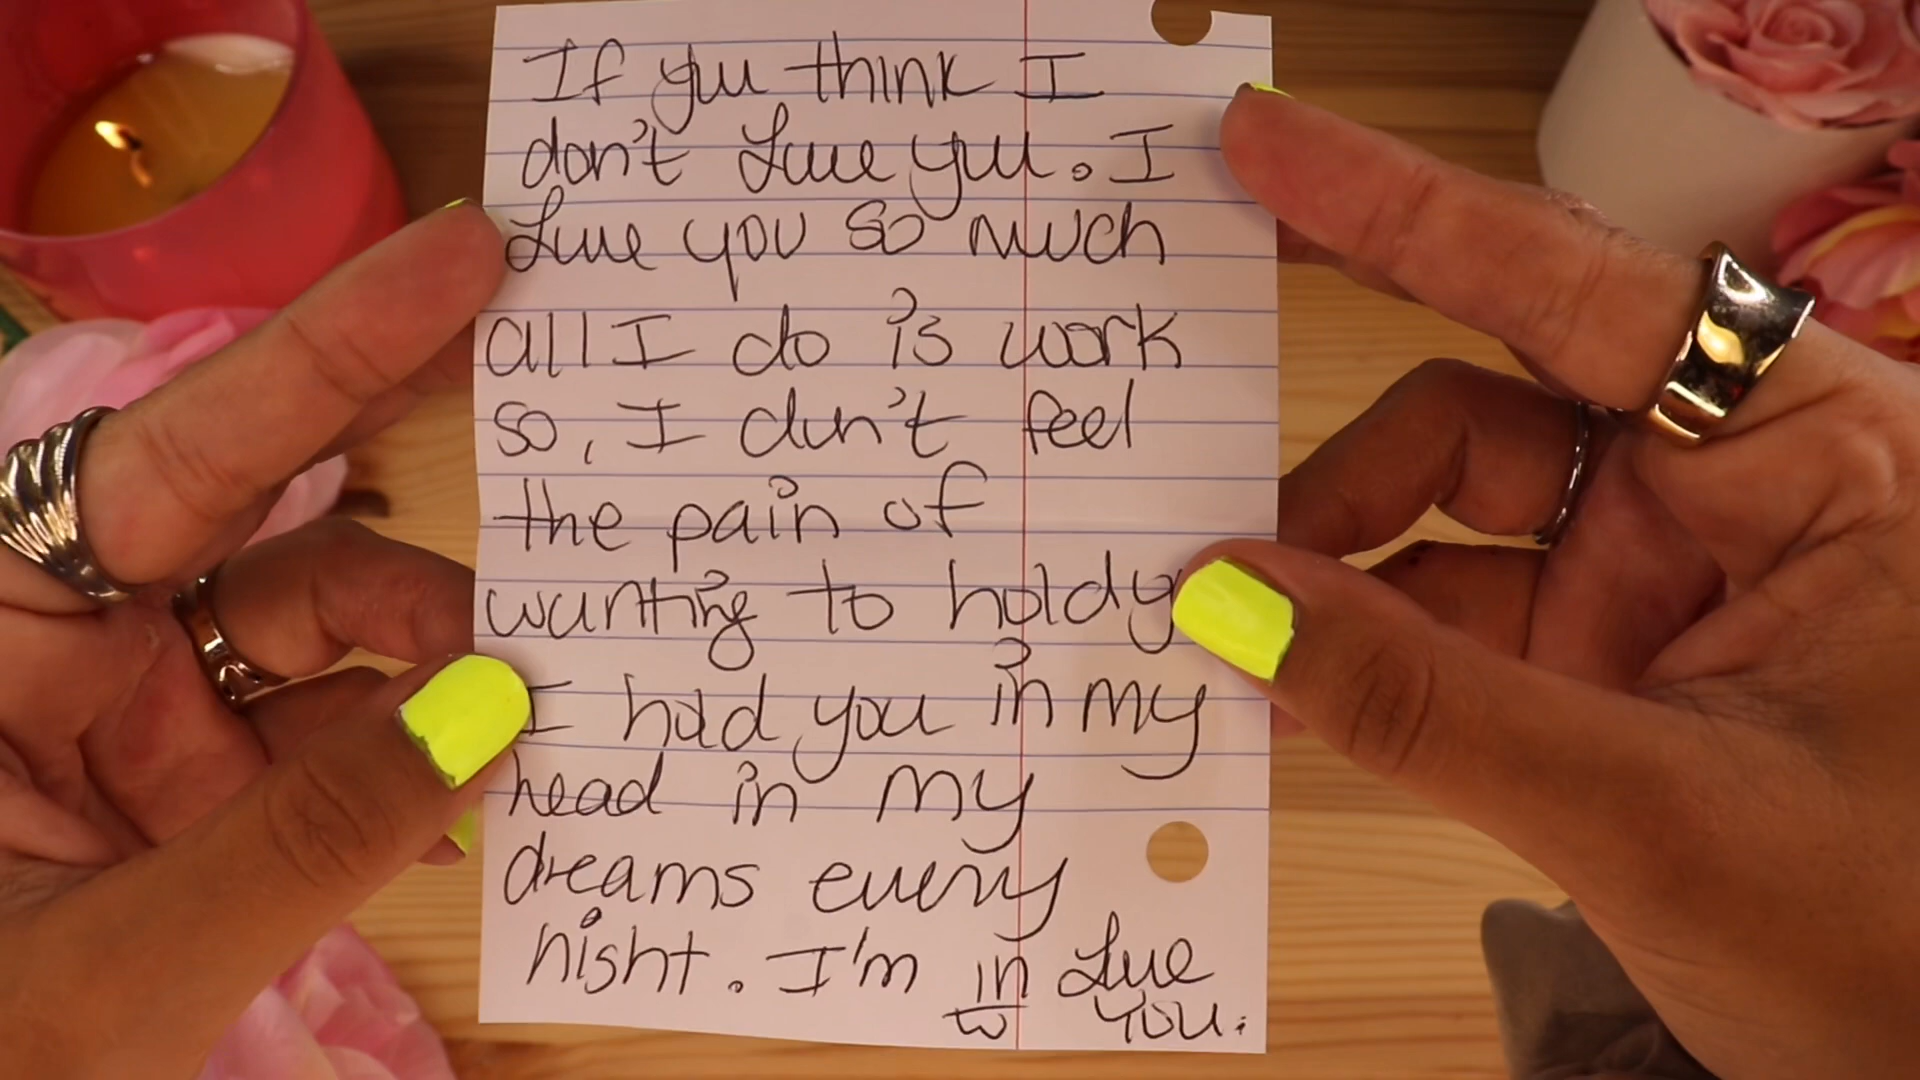 If you think I
don't Love you. I
Love you so much
all I do is work
so, I don't feel
the pain of
wanting to hold y
I hold you in my
head in my
dreams every
night. I'm in Love
w you.